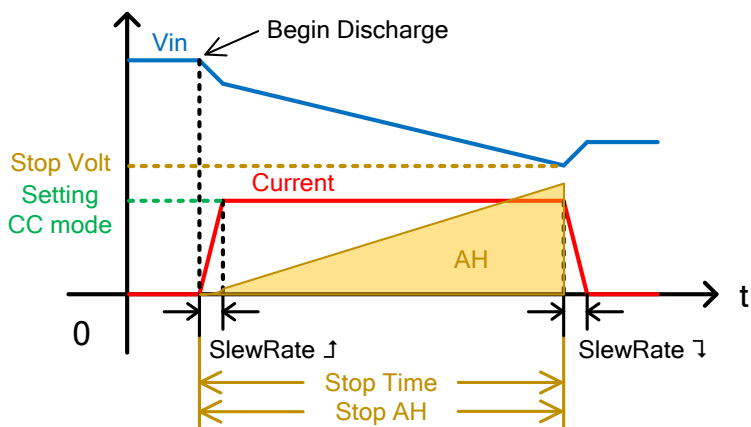 Vin
Begin Discharge
Stop Volt
Setting
CC mode
Current
AH
0
t
SlewRate
SlewRate
Stop Time
Stop AH